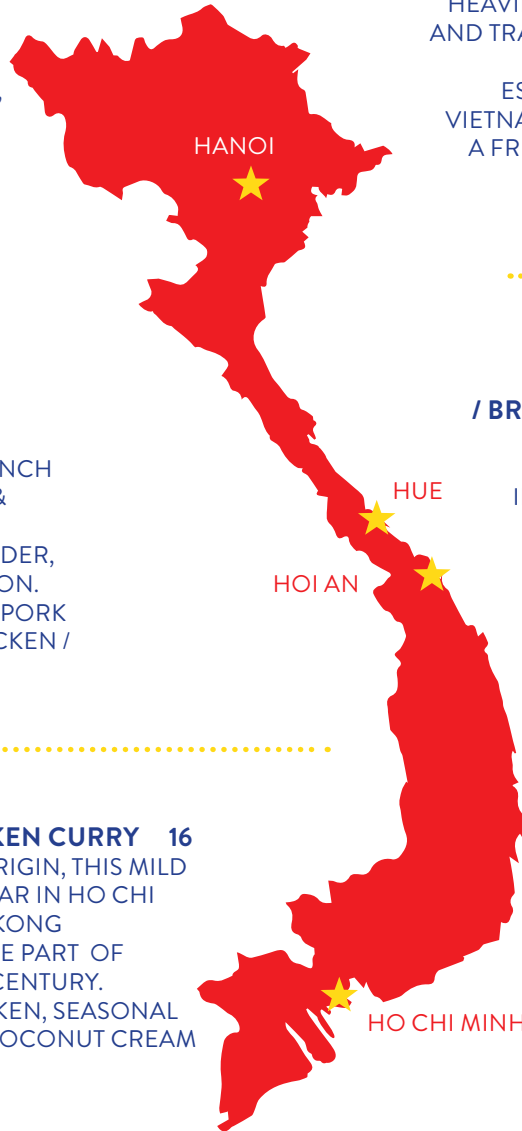 HEAVI
AND TRA
ES
VIETNA
A FR
HANOI
/ BR
I
HUE
HOI AN
NCH
&
DER,
ON.
PORK
CKEN /
KEN CURRY 16
RIGIN, THIS MILD
AR IN HO CHI
KONG
E PART OF
CENTURY.
KEN, SEASONAL
OCONUT CREAM
HO CHI MINH